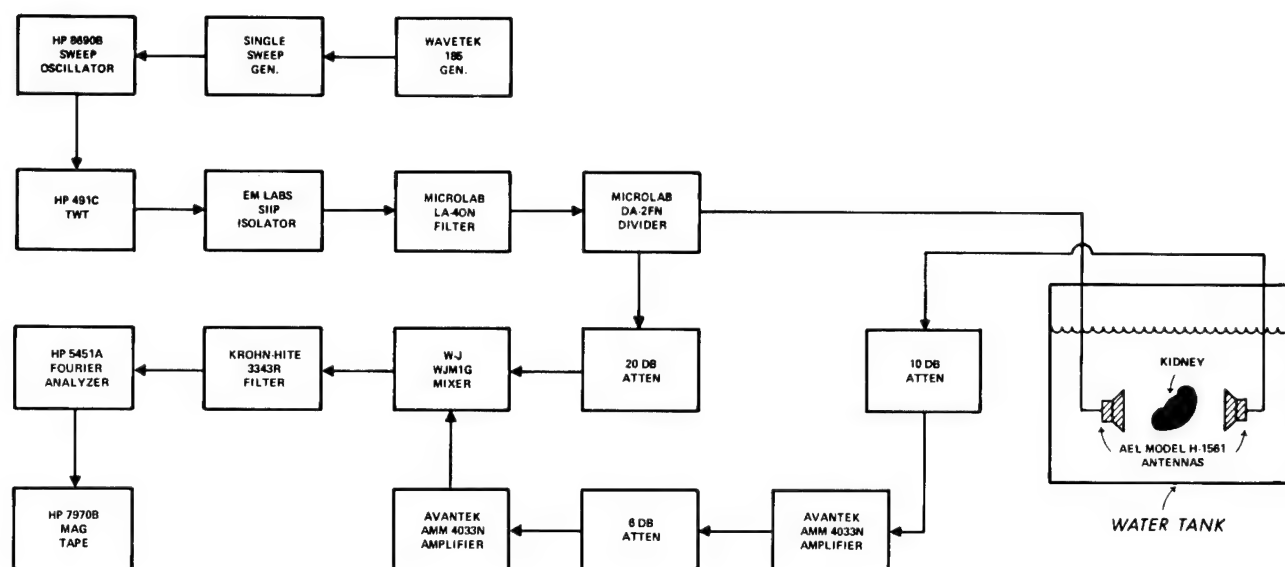 HP 8690B
SWEEP
OSCILLATOR
SINGLE
SWEEP
GEN.
WAVETEK
185
GEN.
HP 491C
TWT
EM LABS
SIIP
ISOLATOR
MICROLAB
LA-40N
FILTER
MICROLAB
DA-2FN
DIVIDER
HP 5451A
FOURIER
ANALYZER
KROHN-HITE
3343R
FILTER
W-J
WJM1G
MIXER
20 DB
ATTEN
10 DB
ATTEN
KIDNEY
AEL MODEL H-1561
ANTENNAS
HP 7970B
MAG
TAPE
AVANTEK
AMM 4033N
AMPLIFIER
6 DB
ATTEN
AVANTEK
AMM 4033N
AMPLIFIER
WATER TANK